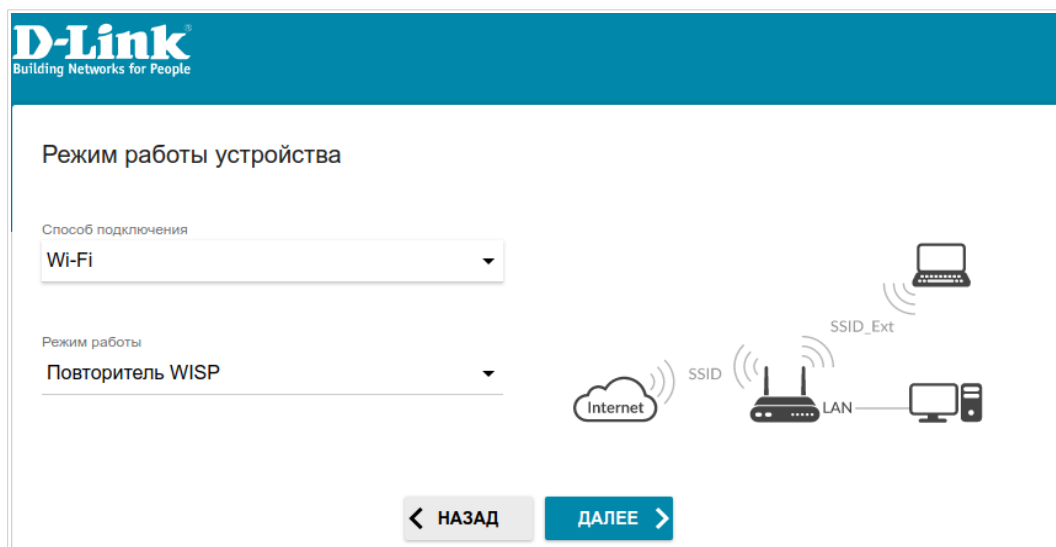 D-Link®
Building Networks for People
Режим работы устройства
Способ подключения
Wi-Fi
Режим работы
Повторитель WISP
SSID_Ext
SSID
Internet
LAN
НАЗАД
ДАЛЕЕ